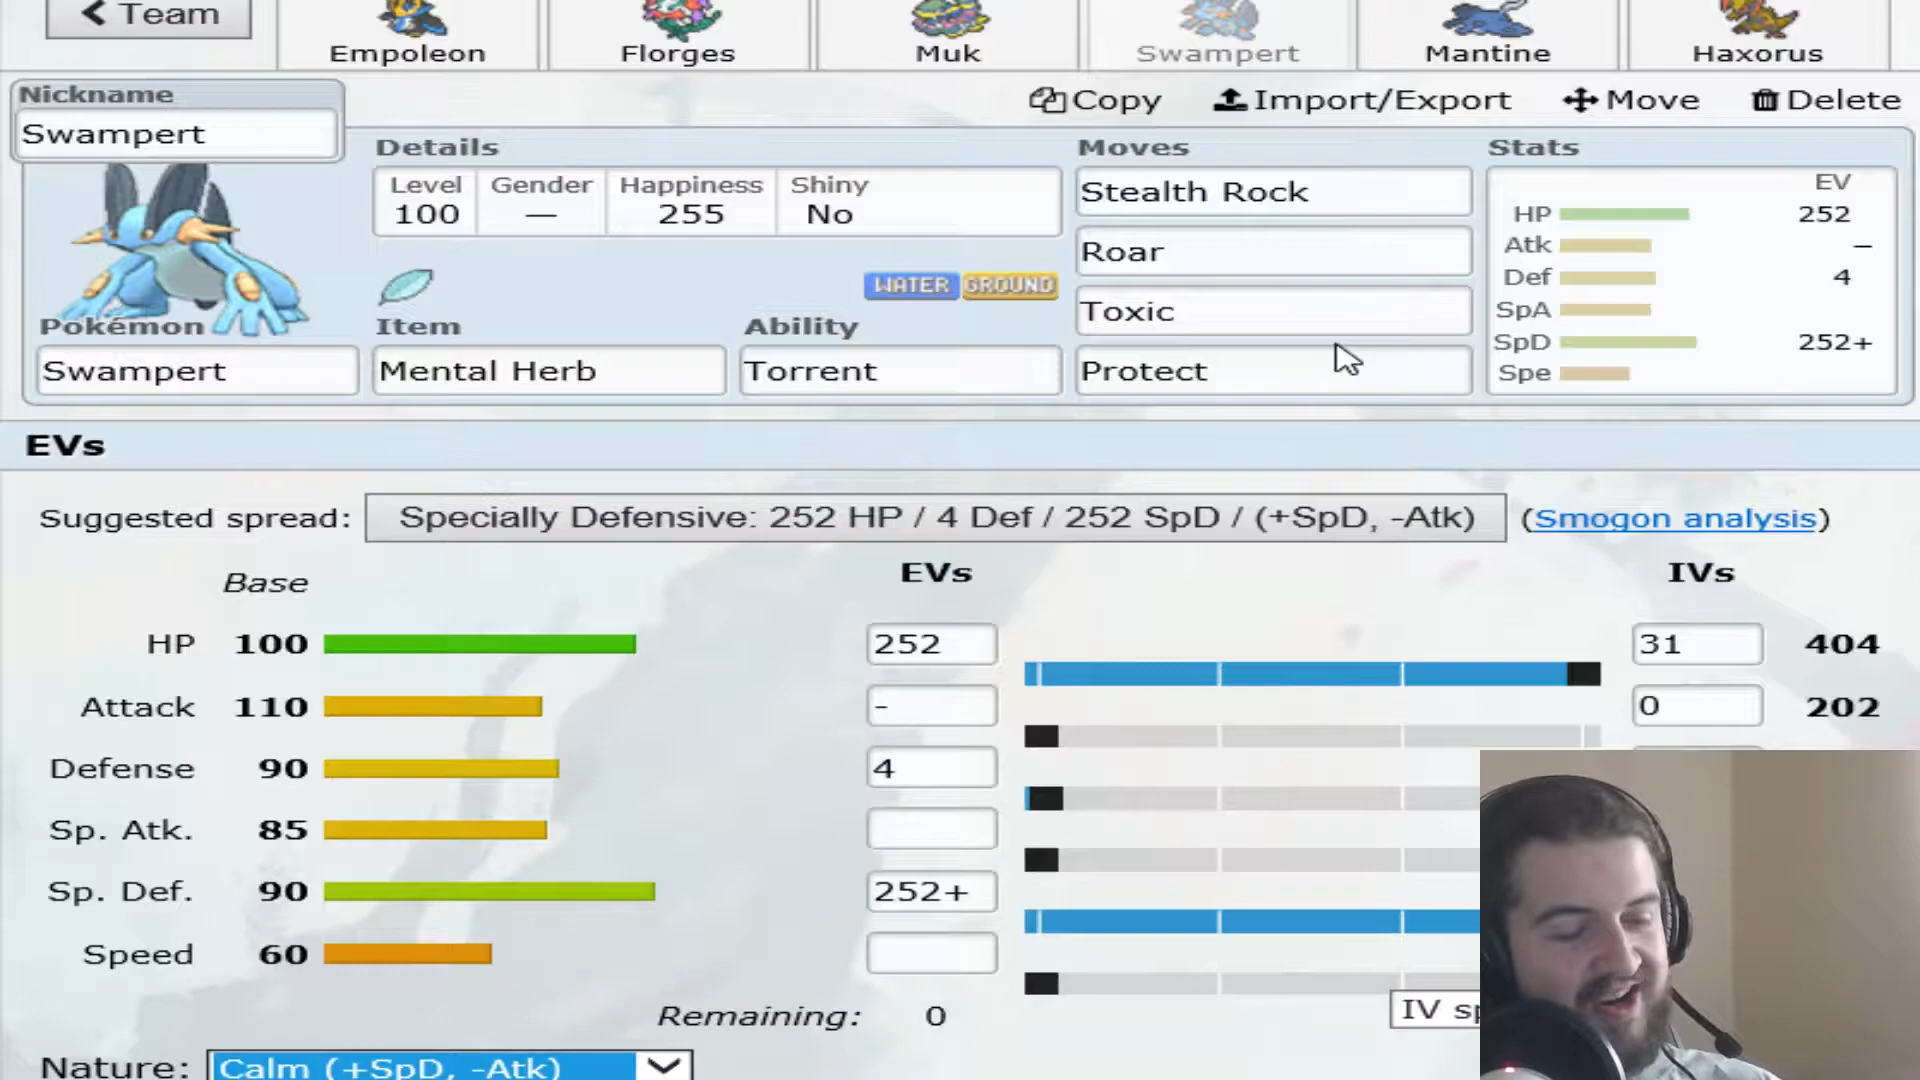 Team
Empoleon Florges Muk Swampert Mantine Haxorus
Nickname
Swampert
Copy Import/Export Move Delete
Details Moves Stats
Level Gender Happiness Shiny
100 — 255 No
Stealth Rock
Roar
Toxic
Protect
EV
HP 252
Atk –
Def 4
SpA
SpD 252+
Spe
WATER GROUND
Pokémon Item Ability
Swampert Mental Herb Torrent
EVs
Suggested spread: Specially Defensive: 252 HP / 4 Def / 252 SpD / (+SpD, -Atk) (Smogon analysis)
Base EVs IVs
HP 100 252 31 404
Attack 110 - 0 202
Defense 90 4
Sp. Atk. 85
Sp. Def. 90 252+
Speed 60
Remaining: 0
IV
Nature: Calm (+SpD, -Atk)